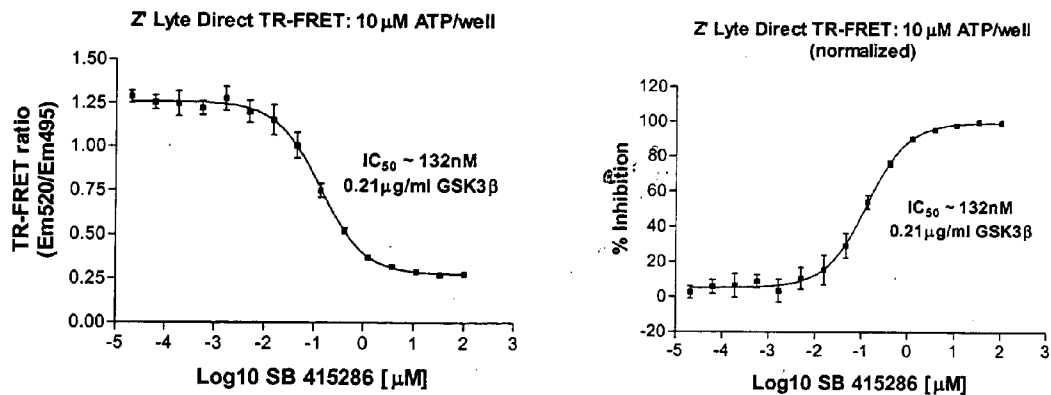 Z' Lyte Direct TR-FRET: 10 µM ATP/well
TR-FRET ratio
(Em520/Em495)
1.50
1.25
1.00
0.75
0.50
0.25
0.00
IC50 ~ 132nM
0.21µg/ml GSK3β
-5 -4 -3 -2 -1 0 1 2 3
Log10 SB 415286 [µM]
Z' Lyte Direct TR-FRET: 10 µM ATP/well
(normalized)
% Inhibition
120
100
80
60
40
20
0
-20
IC50 ~ 132nM
0.21µg/ml GSK3β
-5 -4 -3 -2 -1 0 1 2 3
Log10 SB 415286 [µM]